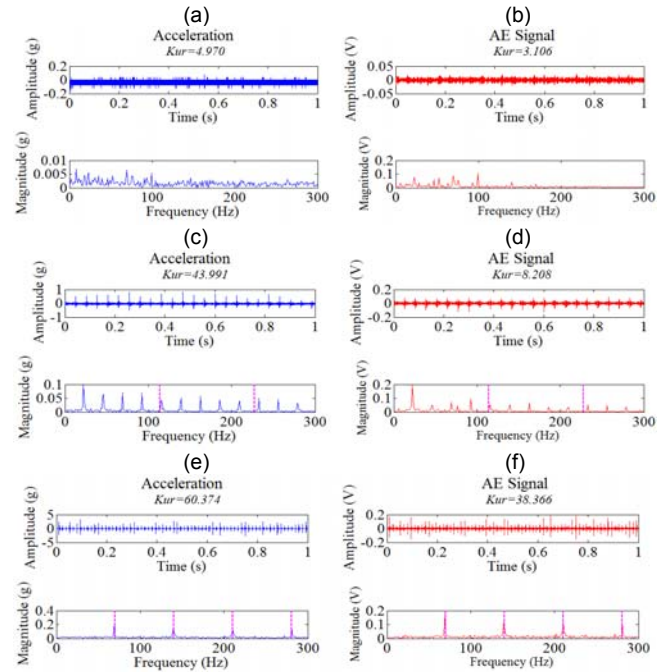 (a)
Acceleration
Kur=4.970
Amplitude (g)
0.2
0
-0.2
0 0.2 0.4 0.6 0.8 1
Time (s)
Magnitude (g)
0.01
0.005
0
0 100 200 300
Frequency (Hz)
(b)
AE Signal
Kur=3.106
Amplitude (V)
0.05
0
-0.05
0 0.2 0.4 0.6 0.8 1
Time (s)
Magnitude (V)
0.2
0.1
0
0 100 200 300
Frequency (Hz)
(c)
Acceleration
Kur=43.991
Amplitude (g)
1
0
-1
0 0.2 0.4 0.6 0.8 1
Time (s)
Magnitude (g)
0.1
0.05
0
0 100 200 300
Frequency (Hz)
(d)
AE Signal
Kur=8.208
Amplitude (V)
0.2
0
-0.2
0 0.2 0.4 0.6 0.8 1
Time (s)
Magnitude (V)
0.2
0.1
0
0 100 200 300
Frequency (Hz)
(e)
Acceleration
Kur=60.374
Amplitude (g)
5
0
-5
0 0.2 0.4 0.6 0.8 1
Time (s)
Magnitude (g)
0.4
0.2
0
0 100 200 300
Frequency (Hz)
(f)
AE Signal
Kur=38.366
Amplitude (V)
0.2
0
-0.2
0 0.2 0.4 0.6 0.8 1
Time (s)
Magnitude (V)
0.2
0.1
0
0 100 200 300
Frequency (Hz)